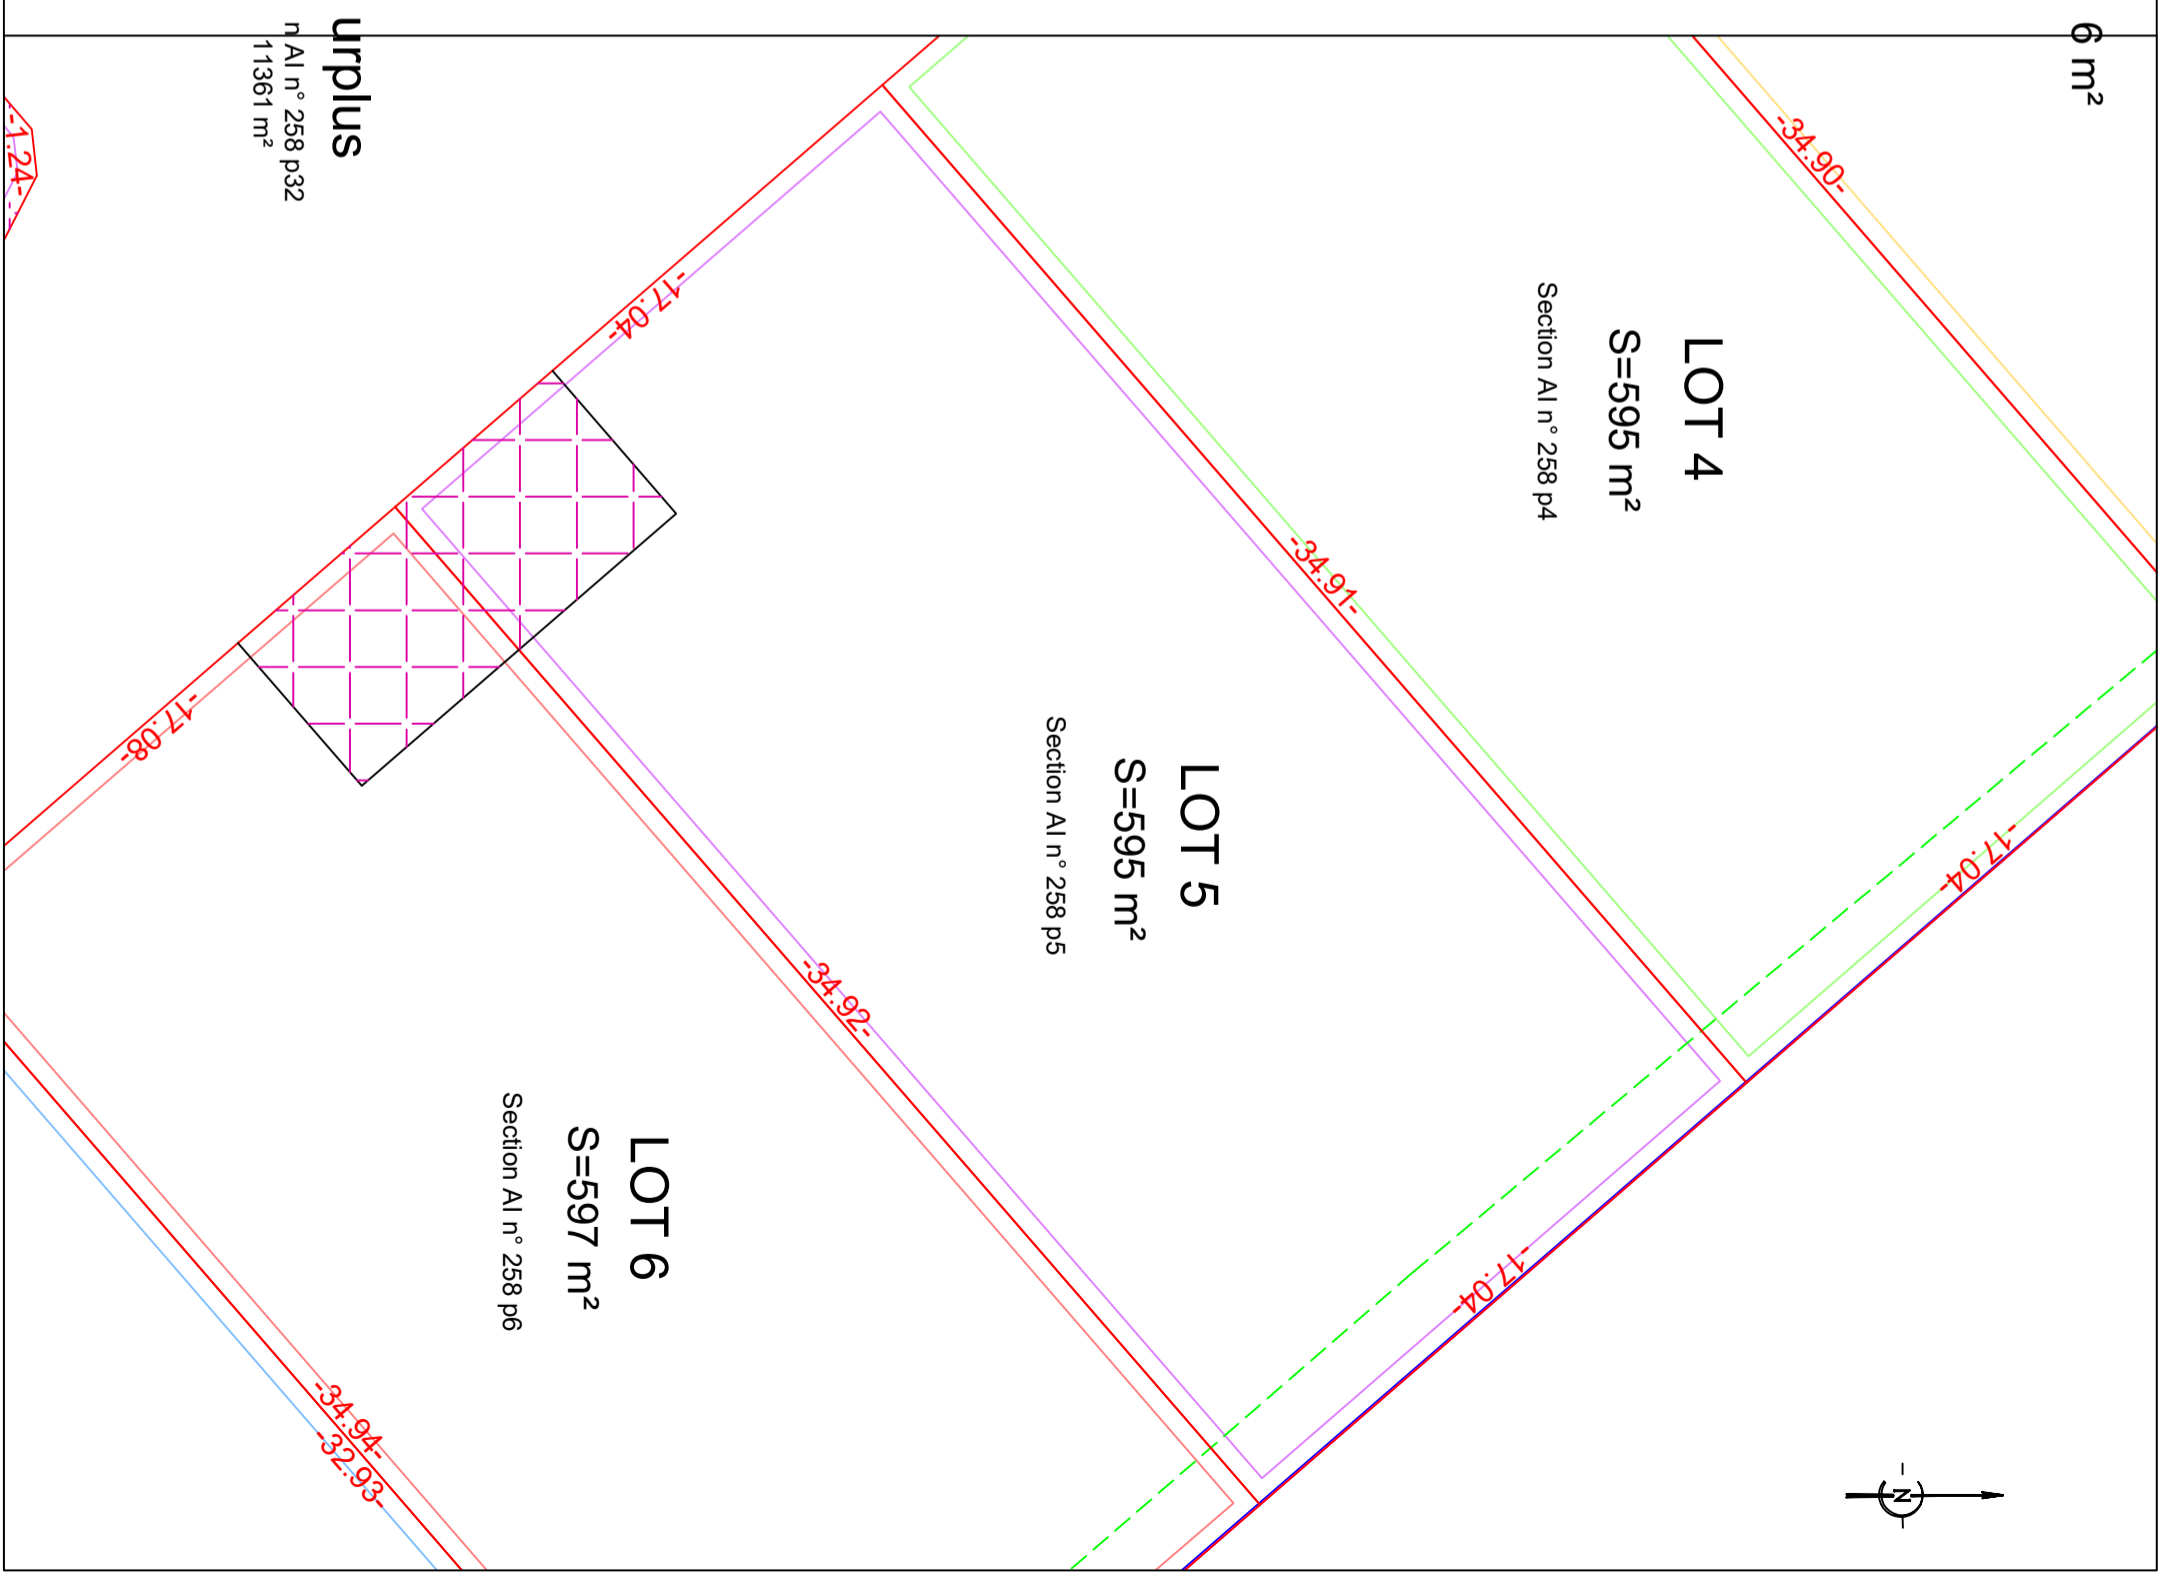 6 m²
-34.90-
LOT 4
S=595 m²
Section AI n° 258 p4
-17.04-
-34.91-
LOT 5
S=595 m²
Section AI n° 258 p5
-17.04-
-17.04-
-34.92-
LOT 6
S=597 m²
Section AI n° 258 p6
-17.08-
-34.94-
-32.93-
urplus
n AI n° 258 p32
11361 m²
-1.24-
N